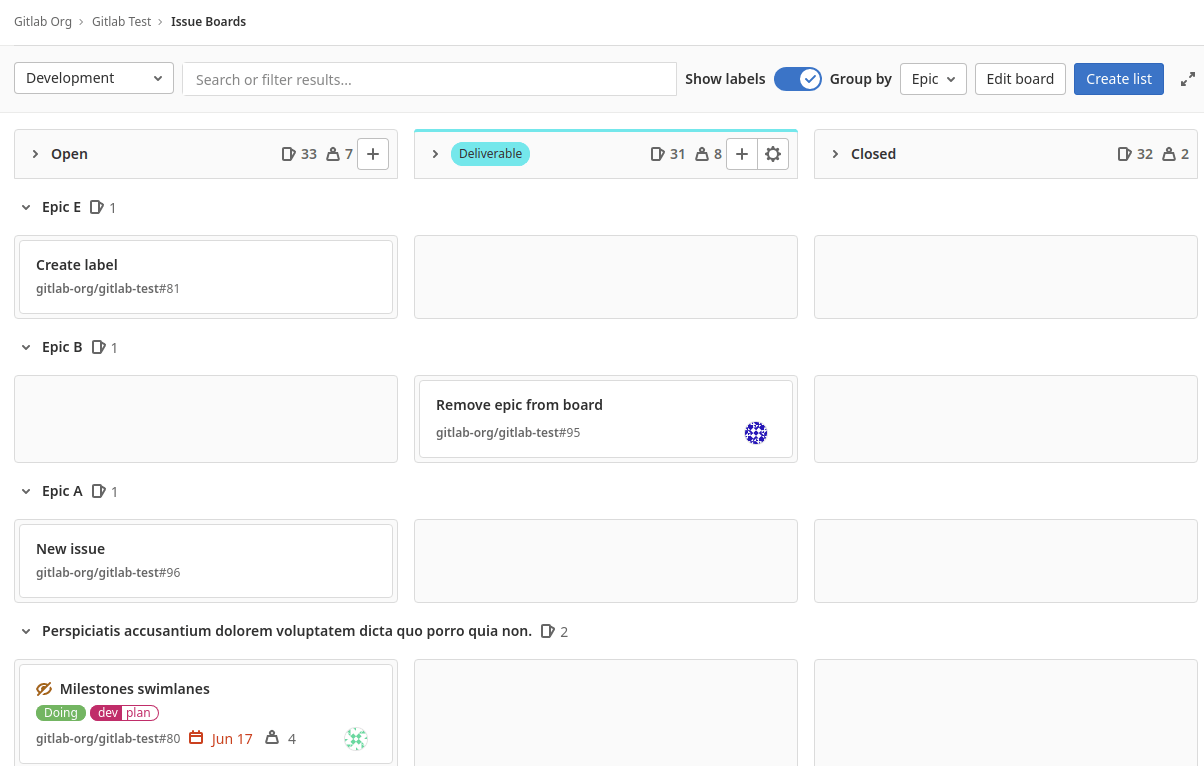 Gitlab Org › Gitlab Test › Issue Boards
Development Search or filter results... Show labels Group by Epic Edit board Create list
Open 33 7 + Deliverable 31 8 + Closed 32 2
Epic E 1
Create label
gitlab-org/gitlab-test#81
Epic B 1
Remove epic from board
gitlab-org/gitlab-test#95
Epic A 1
New issue
gitlab-org/gitlab-test#96
Perspiciatis accusantium dolorem voluptatem dicta quo porro quia non. 2
Milestones swimlanes
Doing dev plan
gitlab-org/gitlab-test#80 Jun 17 4